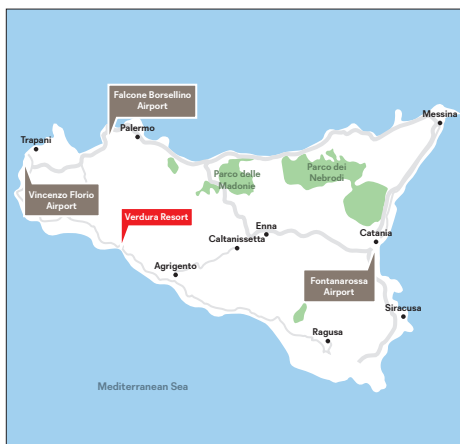 Falcone Borsellino
Airport
Messina
Palermo
Trapani
Parco delle
Madonie
Parco dei
Nebrodi
Vincenzo Florio
Airport
Verdura Resort
Enna
Catania
Caltanissetta
Agrigento
Fontanarossa
Airport
Siracusa
Ragusa
Mediterranean Sea